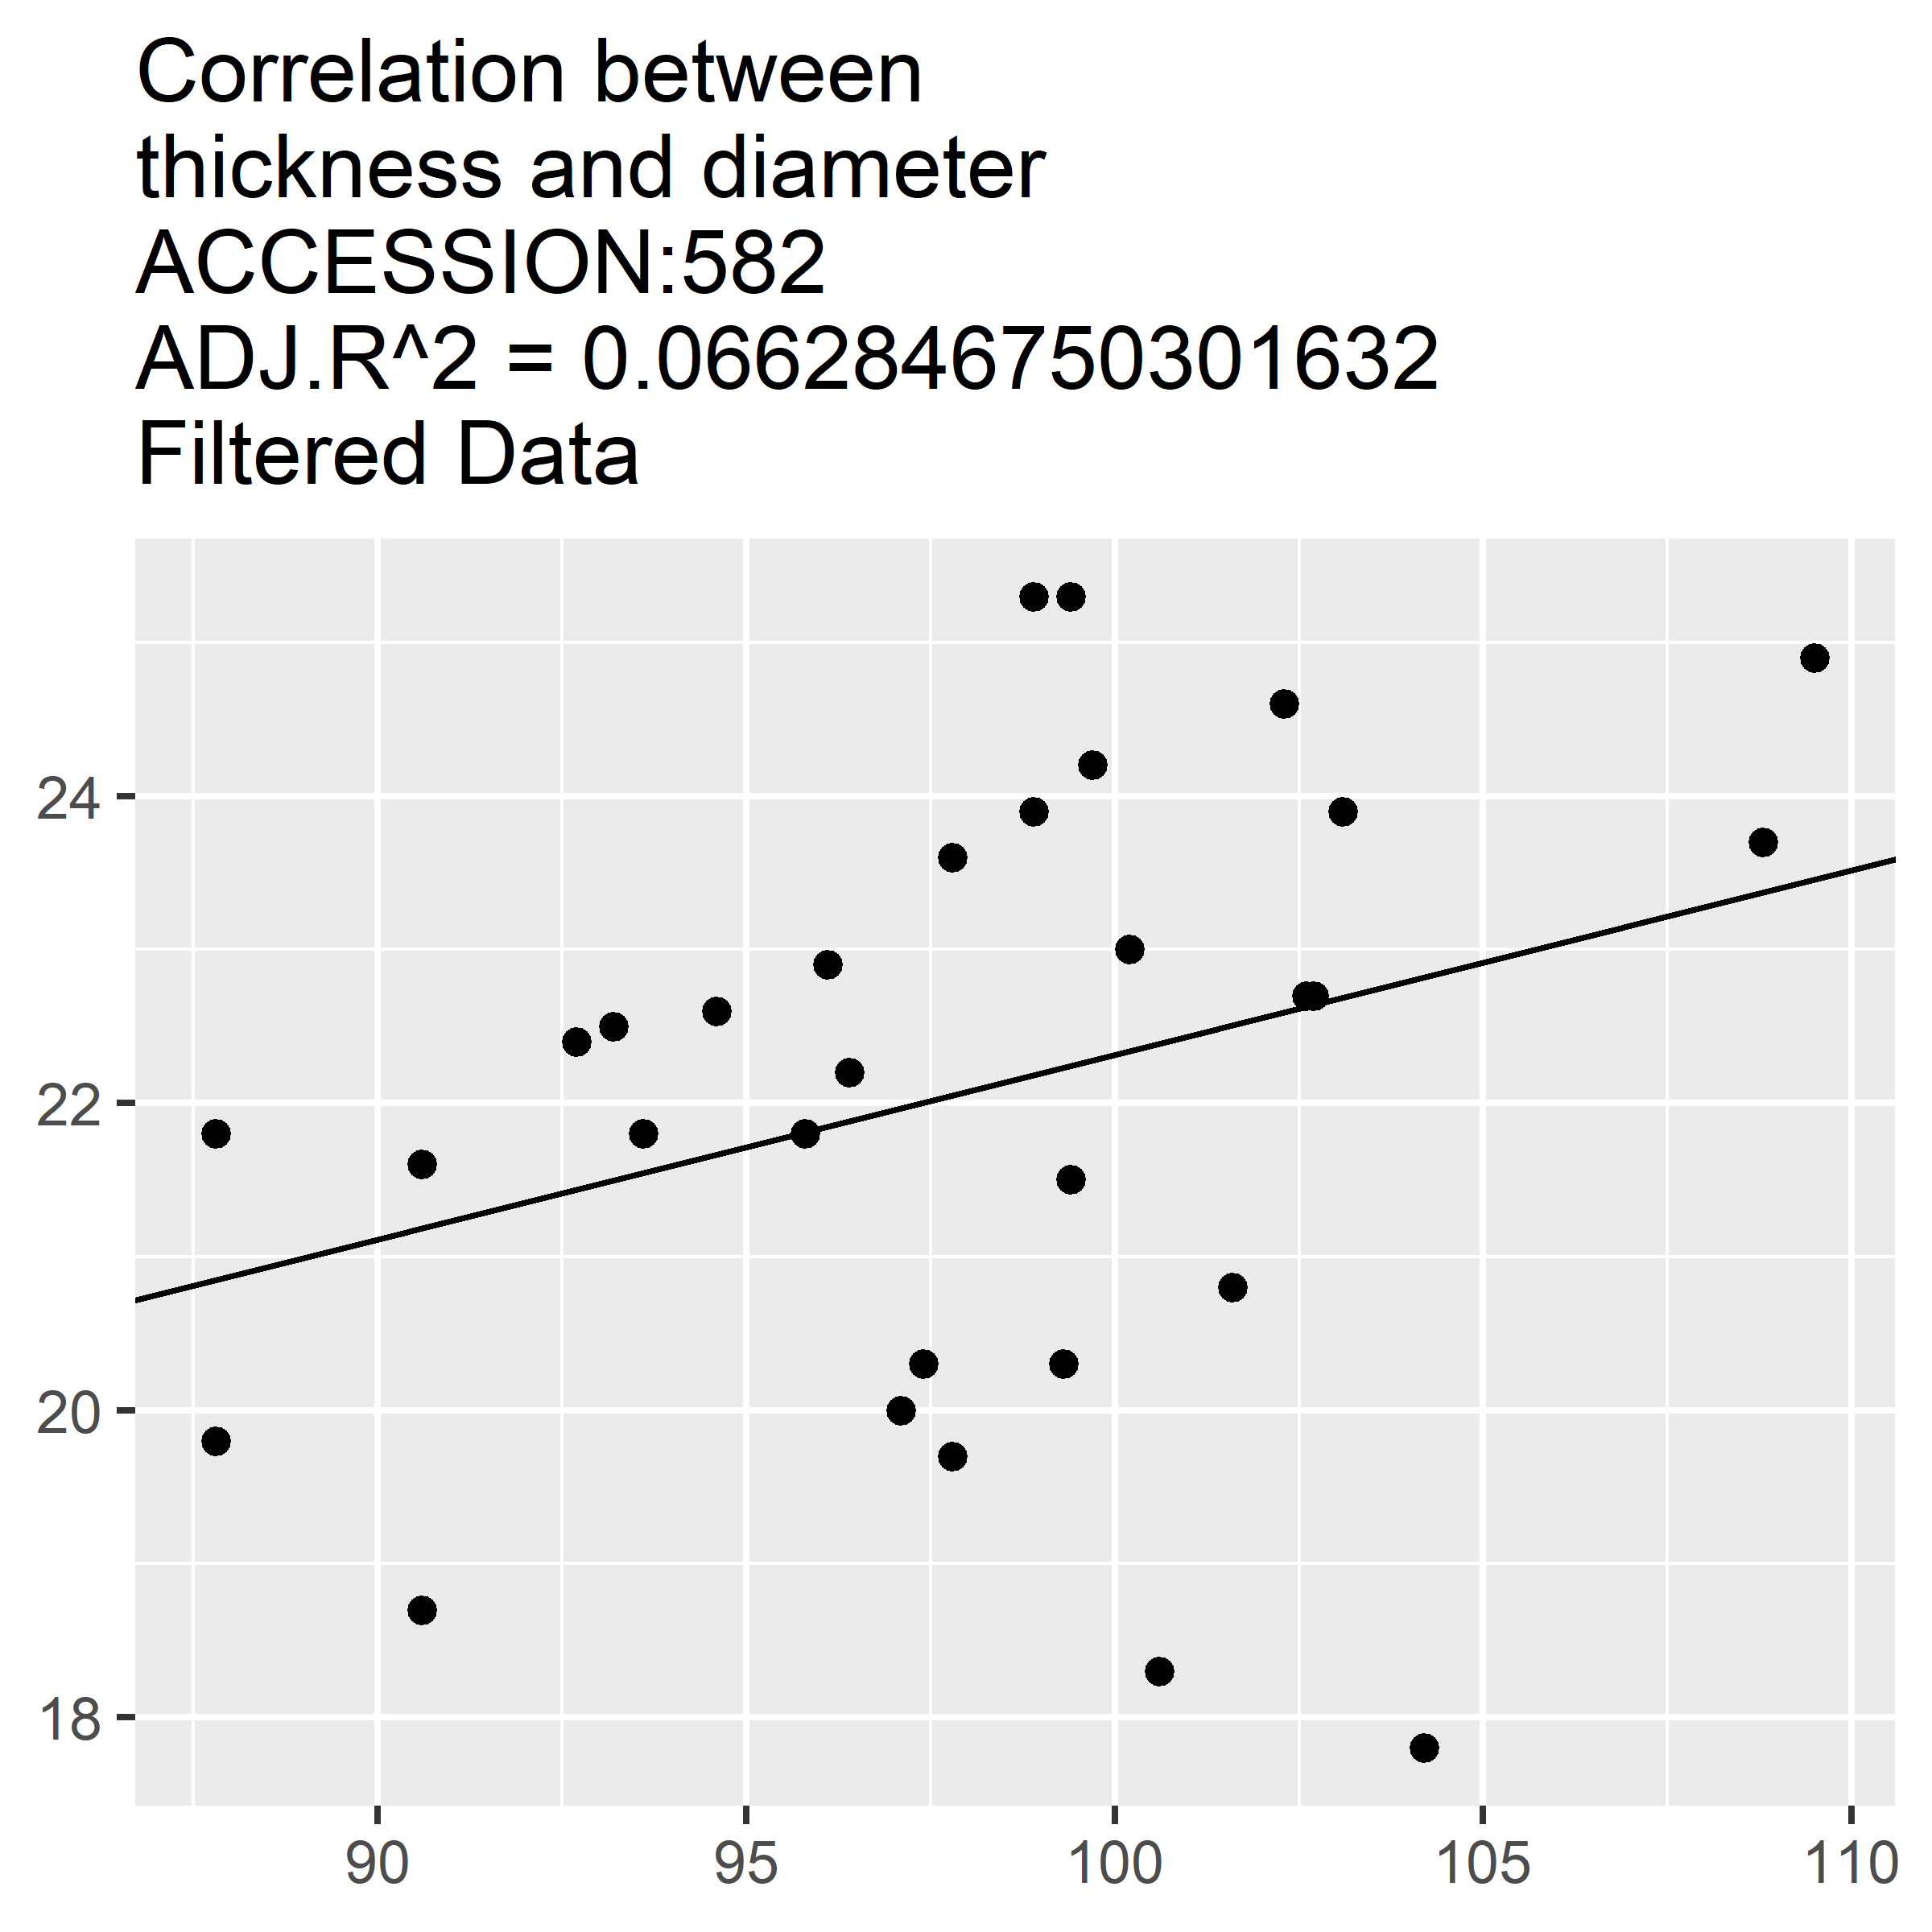 Correlation between
thickness and diameter
ACCESSION:582
ADJ.R^2 = 0.0662846750301632
Filtered Data
24
22
20
18
90 95 100 105 110